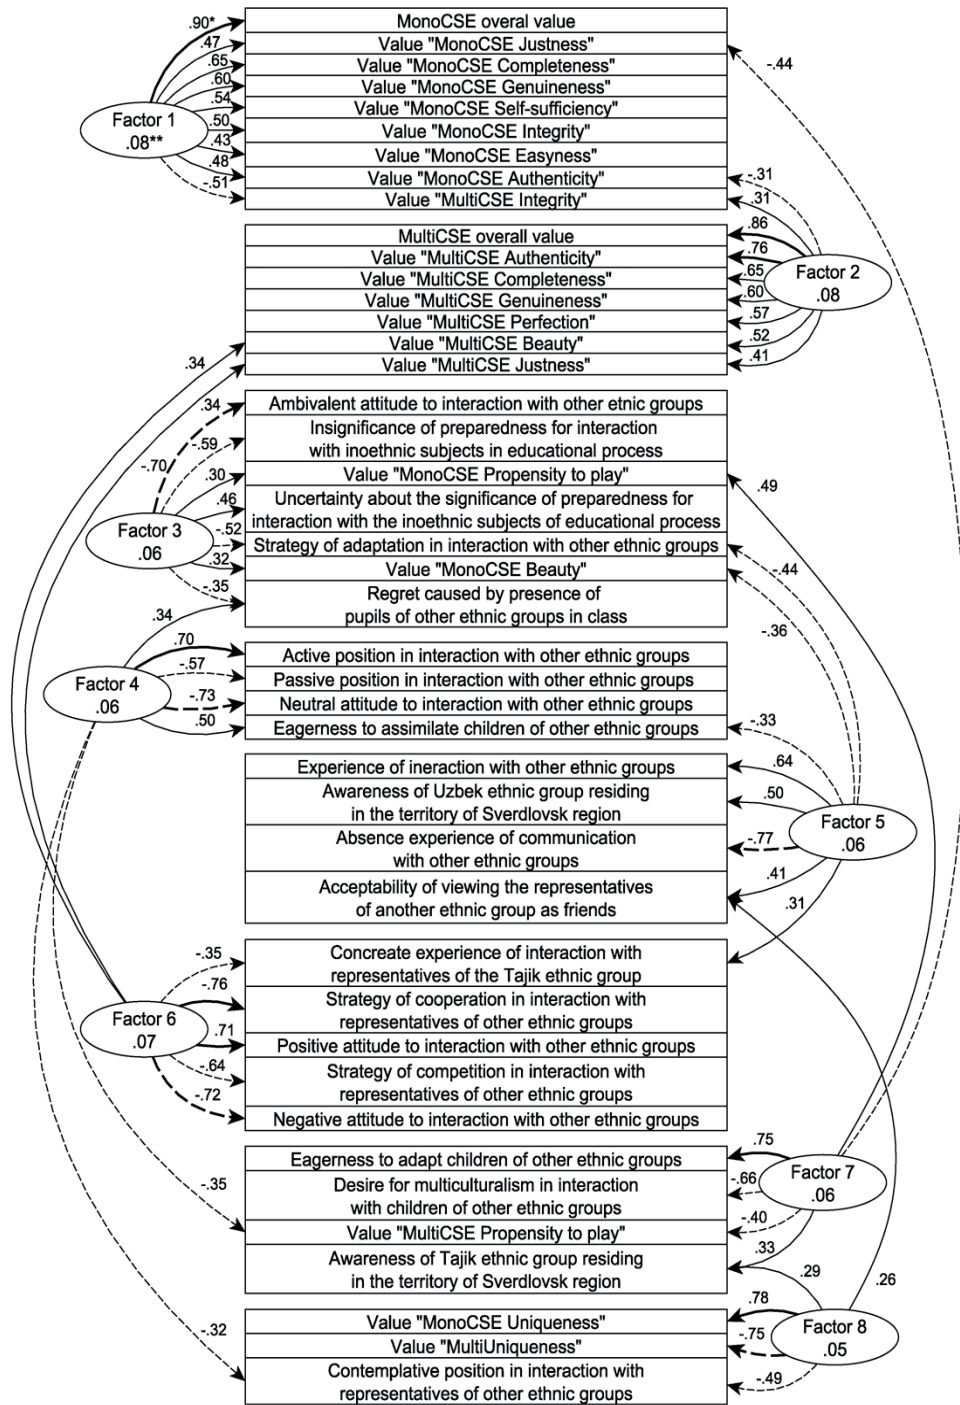 .90*
MonoCSE overal value
.47
Value "MonoCSE Justness"
-.44
.65
Value "MonoCSE Completeness"
.60
Value "MonoCSE Genuineness"
.54
Value "MonoCSE Self-sufficiency"
Factor 1
.08**
.50
Value "MonoCSE Integrity"
.43
Value "MonoCSE Easyness"
.48
Value "MonoCSE Authenticity"
-.31
-.51
Value "MultiCSE Integrity"
.31
MultiCSE overall value
.86
Value "MultiCSE Authenticity"
.76
Value "MultiCSE Completeness"
.65
Factor 2
.08
Value "MultiCSE Genuineness"
.60
Value "MultiCSE Perfection"
.57
Value "MultiCSE Beauty"
.52
.34
Value "MultiCSE Justness"
.41
.34
Ambivalent attitude to interaction with other etnic groups
-.59
Insignificance of preparedness for interaction
with inoethnic subjects in educational process
-.70
.30
Value "MonoCSE Propensity to play"
.49
.46
Uncertainty about the significance of preparedness for
interaction with the inoethnic subjects of educational process
Factor 3
.06
-.52
Strategy of adaptation in interaction with other ethnic groups
-.44
.32
Value "MonoCSE Beauty"
-.35
Regret caused by presence of
pupils of other ethnic groups in class
-.36
.34
.70
Active position in interaction with other ethnic groups
-.57
Passive position in interaction with other ethnic groups
Factor 4
.06
-.73
Neutral attitude to interaction with other ethnic groups
.50
Eagerness to assimilate children of other ethnic groups
-.33
Experience of ineraction with other ethnic groups
.64
Awareness of Uzbek ethnic group residing
in the territory of Sverdlovsk region
.50
Factor 5
.06
Absence experience of communication
with other ethnic groups
-.77
Acceptability of viewing the representatives
of another ethnic group as friends
.41
.31
-.35
Concreate experience of interaction with
representatives of the Tajik ethnic group
-.76
Strategy of cooperation in interaction with
representatives of other ethnic groups
Factor 6
.07
.71
Positive attitude to interaction with other ethnic groups
-.64
Strategy of competition in interaction with
representatives of other ethnic groups
-.72
Negative attitude to interaction with other ethnic groups
Eagerness to adapt children of other ethnic groups
.75
Factor 7
.06
-.35
Desire for multiculturalism in interaction
with children of other ethnic groups
-.66
Value "MultiCSE Propensity to play"
-.40
Awareness of Tajik ethnic group residing
in the territory of Sverdlovsk region
.33
.29
.26
-.32
Value "MonoCSE Uniqueness"
.78
Value "MultiUniqueness"
-.75
Factor 8
.05
Contemplative position in interaction with
representatives of other ethnic groups
-.49